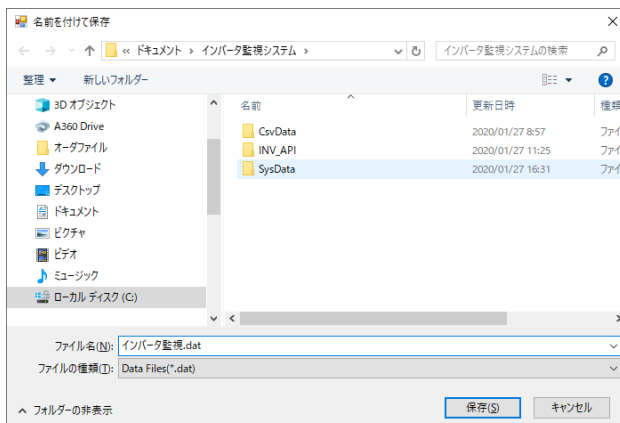 名前を付けて保存
« ドキュメント › インバータ監視システム › インバータ監視システムの検索
整理 新しいフォルダー
3D オブジェクト
A360 Drive
オーダファイル
ダウンロード
デスクトップ
ドキュメント
ピクチャ
ビデオ
ミュージック
ローカル ディスク (C:)
名前 更新日時 種類
CsvData 2020/01/27 8:57 ファイ
INV_API 2020/01/27 11:25 ファイ
SysData 2020/01/27 16:31 ファイ
ファイル名(N): インバータ監視.dat
ファイルの種類(T): Data Files(*.dat)
フォルダーの非表示 保存(S) キャンセル